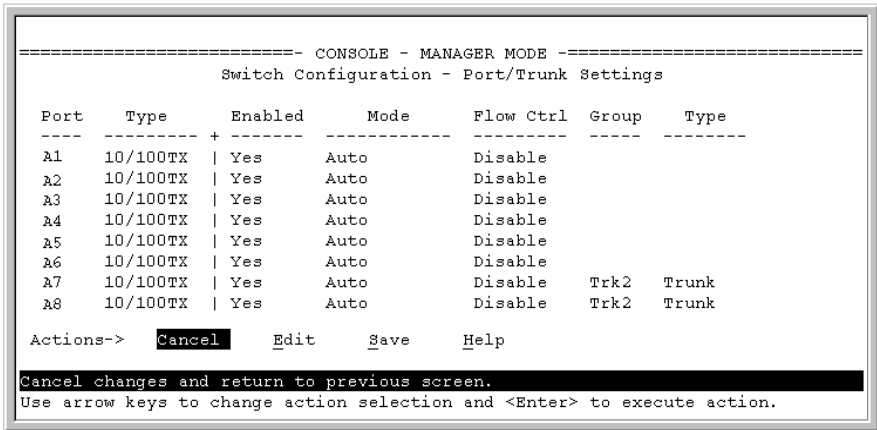 ==========================- CONSOLE - MANAGER MODE -============================
Switch Configuration - Port/Trunk Settings
Port Type Enabled Mode Flow Ctrl Group Type
---- --------- + ------- ------------ --------- ----- --------
A1 10/100TX | Yes Auto Disable
A2 10/100TX | Yes Auto Disable
A3 10/100TX | Yes Auto Disable
A4 10/100TX | Yes Auto Disable
A5 10/100TX | Yes Auto Disable
A6 10/100TX | Yes Auto Disable
A7 10/100TX | Yes Auto Disable Trk2 Trunk
A8 10/100TX | Yes Auto Disable Trk2 Trunk
Actions-> Cancel Edit Save Help
Cancel changes and return to previous screen.
Use arrow keys to change action selection and <Enter> to execute action.